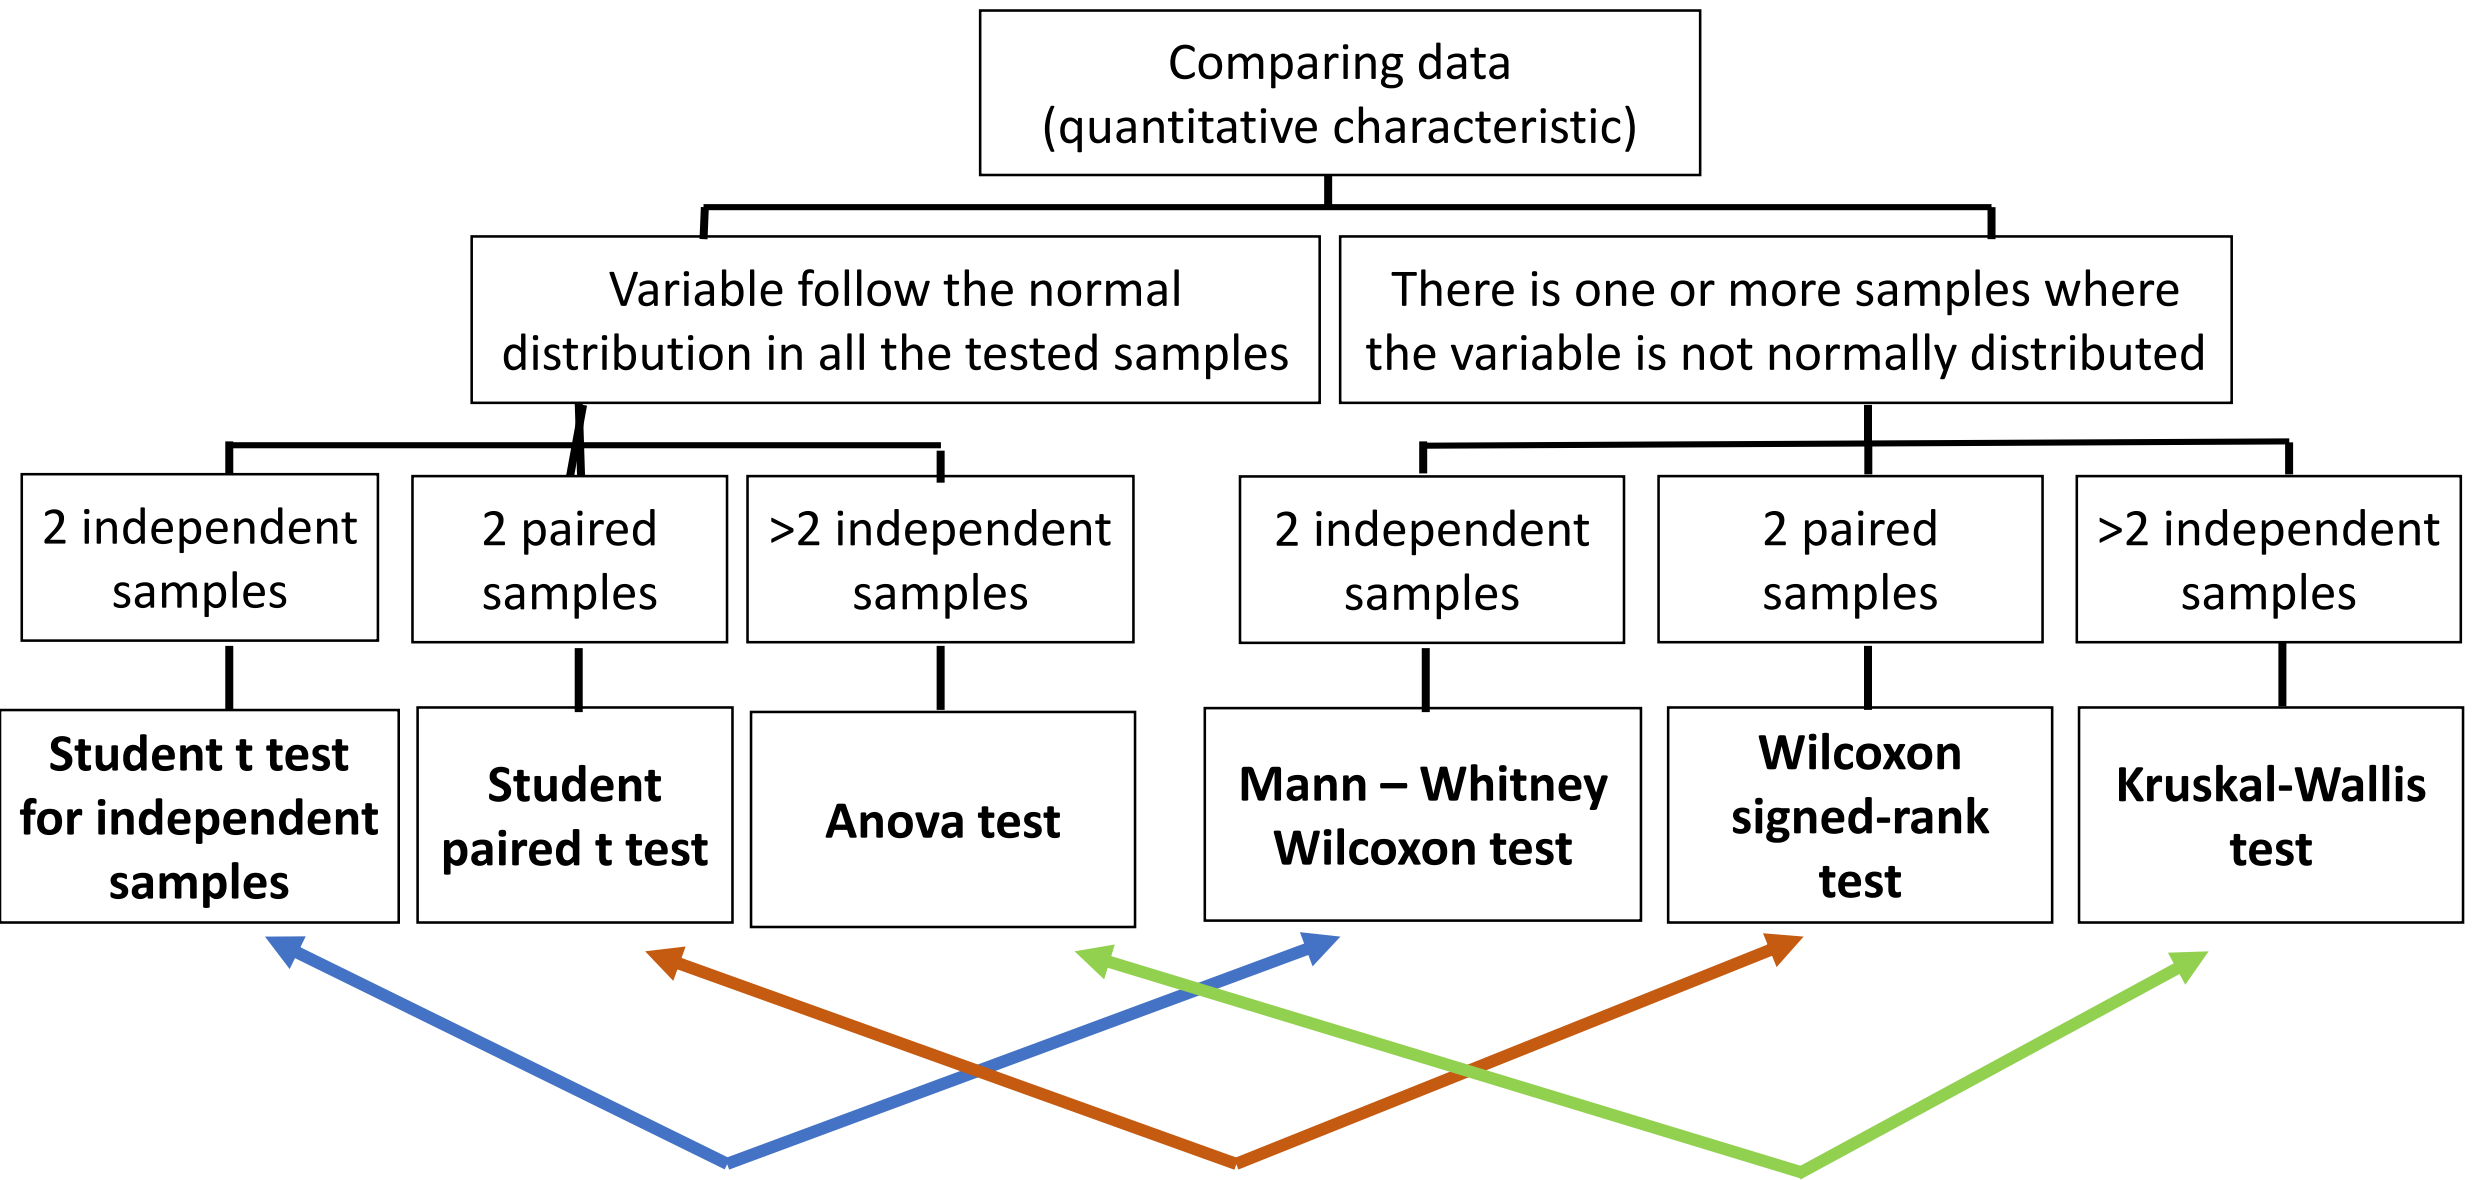 Comparing data
(quantitative characteristic)
Variable follow the normal
distribution in all the tested samples
There is one or more samples where
the variable is not normally distributed
2 independent
samples
2 paired
samples
>2 independent
samples
2 independent
samples
2 paired
samples
>2 independent
samples
Student t test
for independent
samples
Student
paired t test
Anova test
Mann – Whitney
Wilcoxon test
Wilcoxon
signed-rank
test
Kruskal-Wallis
test